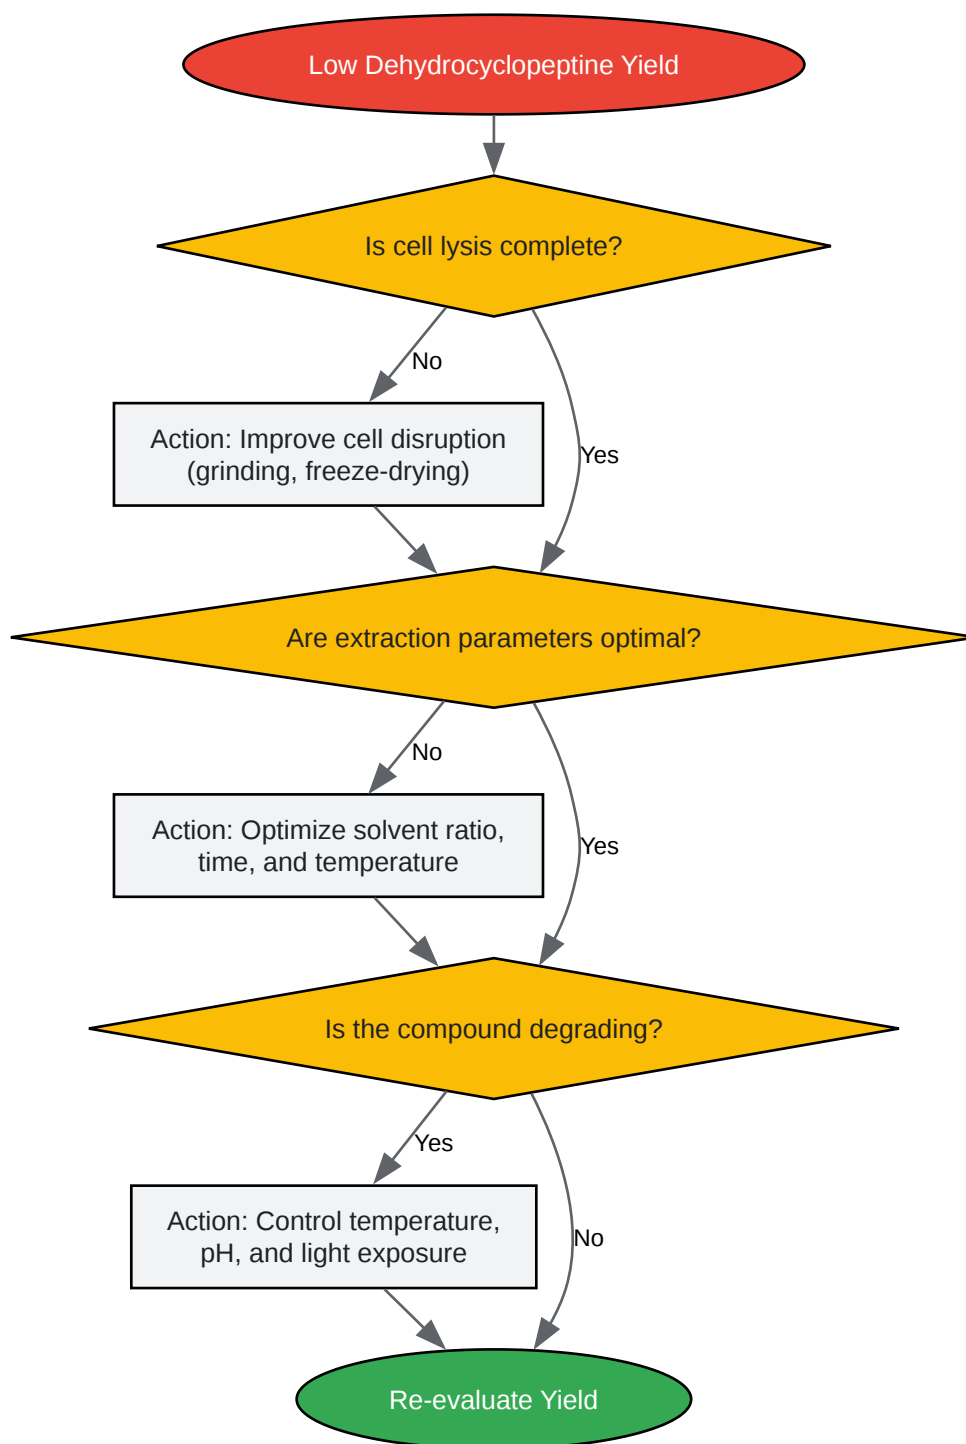 Low Dehydrocyclopeptine Yield
Is cell lysis complete?
No
Action: Improve cell disruption
(grinding, freeze-drying)
Yes
Are extraction parameters optimal?
No
Action: Optimize solvent ratio,
time, and temperature
Yes
Is the compound degrading?
Yes
Action: Control temperature,
pH, and light exposure
No
Re-evaluate Yield